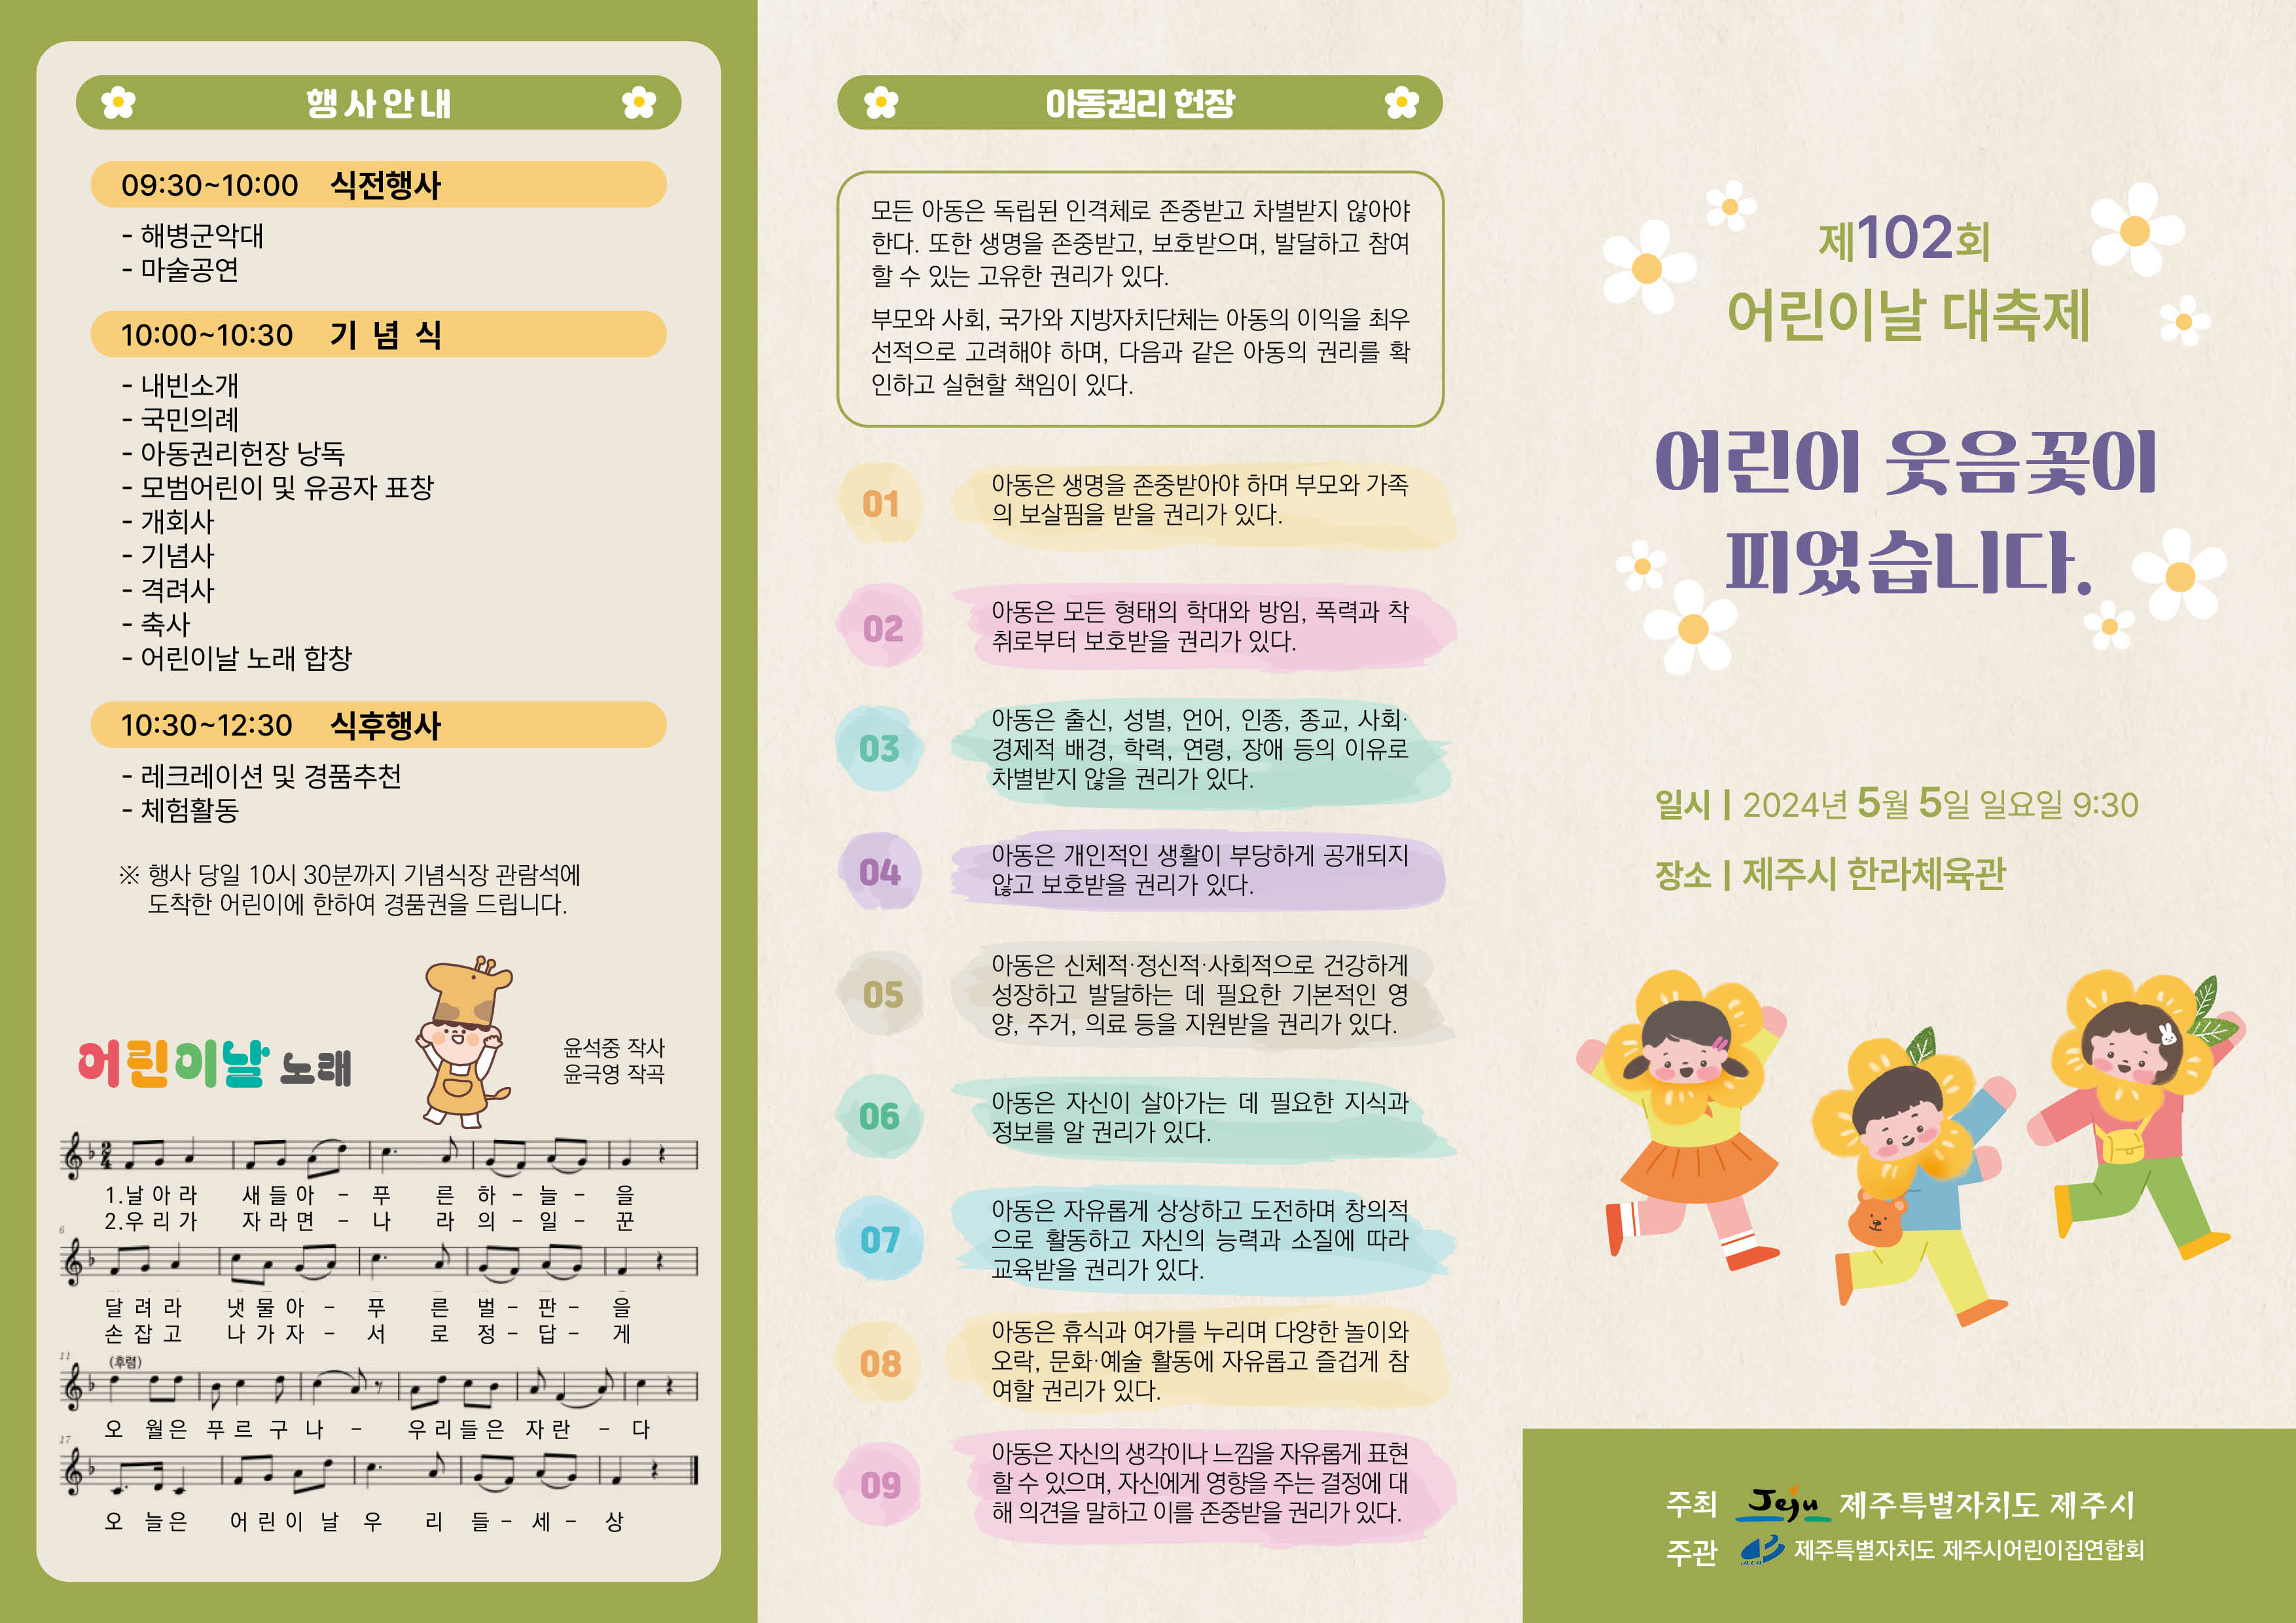 행사안내
09:30~10:00 식전행사
- 해병군악대
- 마술공연
10:00~10:30 기 념 식
- 내빈소개
- 국민의례
- 아동권리헌장 낭독
- 모범어린이 및 유공자 표창
- 개회사
- 기념사
- 격려사
- 축사
- 어린이날 노래 합창
10:30~12:30 식후행사
- 레크레이션 및 경품추천
- 체험활동
※ 행사 당일 10시 30분까지 기념식장 관람석에
도착한 어린이에 한하여 경품권을 드립니다.
어린이날 노래
윤석중 작사
윤극영 작곡
1.날 아 라 새 들 아 - 푸 른 하 - 늘 - 을
2.우 리 가 자 라 면 - 나 라 의 - 일 - 꾼
6
달 려 라 냇 물 아 - 푸 른 벌 - 판 - 을
손 잡 고 나 가 자 - 서 로 정 - 답 - 게
11 (후렴)
오 월 은 푸 르 구 나 - 우 리 들 은 자 란 - 다
17
오 늘 은 어 린 이 날 우 리 들 - 세 - 상
아동권리 헌장
모든 아동은 독립된 인격체로 존중받고 차별받지 않아야
한다. 또한 생명을 존중받고, 보호받으며, 발달하고 참여
할 수 있는 고유한 권리가 있다.
부모와 사회, 국가와 지방자치단체는 아동의 이익을 최우
선적으로 고려해야 하며, 다음과 같은 아동의 권리를 확
인하고 실현할 책임이 있다.
01
아동은 생명을 존중받아야 하며 부모와 가족
의 보살핌을 받을 권리가 있다.
02
아동은 모든 형태의 학대와 방임, 폭력과 착
취로부터 보호받을 권리가 있다.
03
아동은 출신, 성별, 언어, 인종, 종교, 사회·
경제적 배경, 학력, 연령, 장애 등의 이유로
차별받지 않을 권리가 있다.
04
아동은 개인적인 생활이 부당하게 공개되지
않고 보호받을 권리가 있다.
05
아동은 신체적·정신적·사회적으로 건강하게
성장하고 발달하는 데 필요한 기본적인 영
양, 주거, 의료 등을 지원받을 권리가 있다.
06
아동은 자신이 살아가는 데 필요한 지식과
정보를 알 권리가 있다.
07
아동은 자유롭게 상상하고 도전하며 창의적
으로 활동하고 자신의 능력과 소질에 따라
교육받을 권리가 있다.
08
아동은 휴식과 여가를 누리며 다양한 놀이와
오락, 문화·예술 활동에 자유롭고 즐겁게 참
여할 권리가 있다.
09
아동은 자신의 생각이나 느낌을 자유롭게 표현
할 수 있으며, 자신에게 영향을 주는 결정에 대
해 의견을 말하고 이를 존중받을 권리가 있다.
제102회
어린이날 대축제
어린이 웃음꽃이
피었습니다.
일시 | 2024년 5월 5일 일요일 9:30
장소 | 제주시 한라체육관
주최 Jeju 제주특별자치도 제주시
주관 제주특별자치도 제주시어린이집연합회